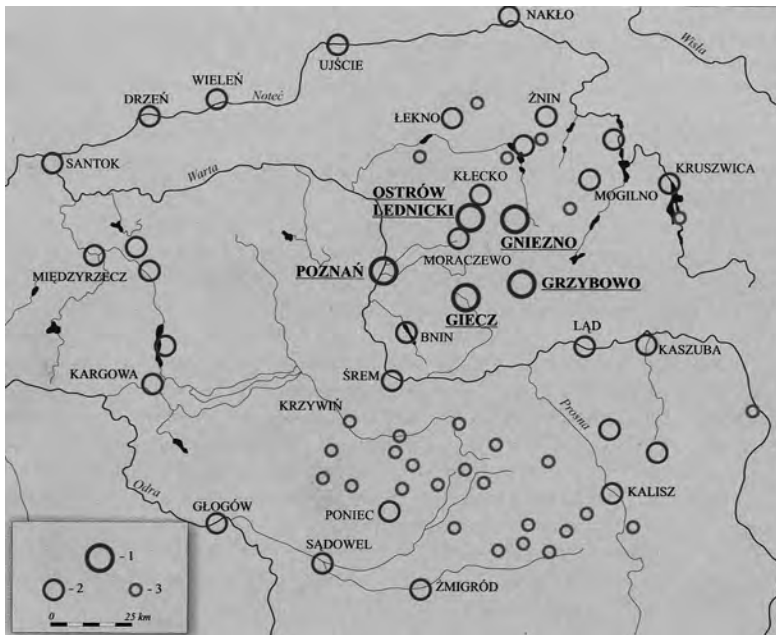 NAKŁO
Wisła
UJŚCIE
WIELEŃ
DRZEŃ
Noteć
ŁEKNO
ŻNIN
SANTOK
Warta
KŁECKO
KRUSZWICA
OSTRÓW
LEDNICKI
MOGILNO
GNIEZNO
MORACZEWO
MIĘDZYRZECZ
POZNAŃ
GRZYBOWO
GIECZ
BNIN
LĄD
KASZUBA
KARGOWA
ŚREM
KRZYWIŃ
Prosna
Odra
KALISZ
GŁOGÓW
PONIEC
SĄDOWEL
ŻMIGRÓD
- 1
- 2
- 3
0 25 km